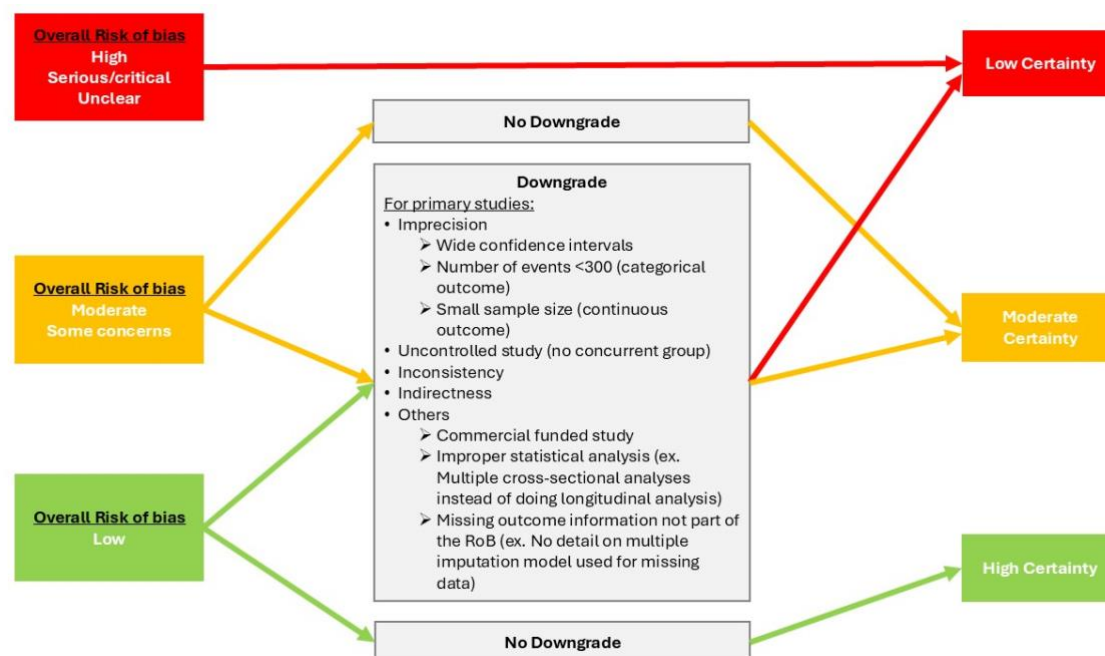 Overall Risk of bias
High
Serious/critical
Unclear
Low Certainty
No Downgrade
Downgrade
For primary studies:
• Imprecision
➢ Wide confidence intervals
➢ Number of events <300 (categorical
outcome)
➢ Small sample size (continuous
outcome)
• Uncontrolled study (no concurrent group)
• Inconsistency
• Indirectness
• Others
➢ Commercial funded study
➢ Improper statistical analysis (ex.
Multiple cross-sectional analyses
instead of doing longitudinal analysis)
➢ Missing outcome information not part of
the RoB (ex. No detail on multiple
imputation model used for missing
data)
Overall Risk of bias
Moderate
Some concerns
Moderate
Certainty
Overall Risk of bias
Low
High Certainty
No Downgrade